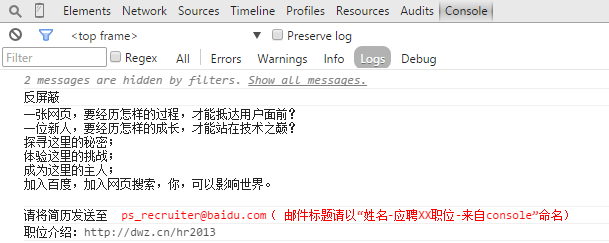 Elements Network Sources Timeline Profiles Resources Audits Console
<top frame> ▼ Preserve log
Filter Regex All Errors Warnings Info Logs Debug
2 messages are hidden by filters. Show all messages.
反屏蔽
一张网页，要经历怎样的过程，才能抵达用户面前？
一位新人，要经历怎样的成长，才能站在技术之巅？
探寻这里的秘密；
体验这里的挑战；
成为这里的主人；
加入百度，加入网页搜索，你，可以影响世界。
请将简历发送至 ps_recruiter@baidu.com（ 邮件标题请以“姓名-应聘XX职位-来自console”命名）
职位介绍：http://dwz.cn/hr2013